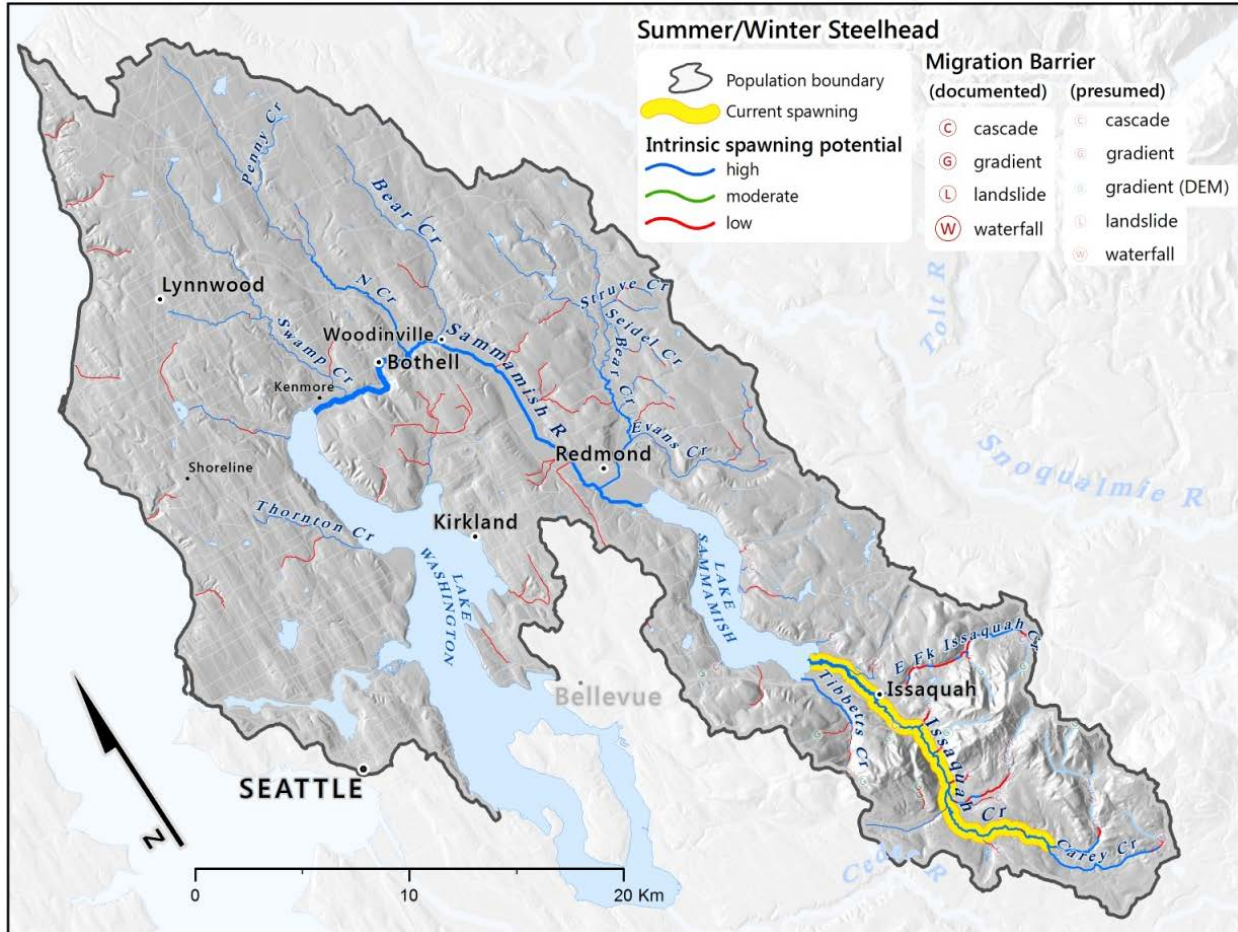 Summer/Winter Steelhead
Population boundary
Current spawning
Intrinsic spawning potential
high
moderate
low
Migration Barrier
(documented)
C cascade
G gradient
L landslide
W waterfall
(presumed)
C cascade
G gradient
G gradient (DEM)
L landslide
W waterfall
Penny Cr
Bear Cr
Lynnwood
N Cr
Swamp Cr
Woodinville
Bothell
Kenmore
Sammamish R
Struve Cr
Seidel Cr
Bear Cr
Evans Cr
Tolt R
Snoqualmie R
Redmond
Shoreline
Thornton Cr
Kirkland
LAKE
WASHINGTON
LAKE
SAMMAMISH
Bellevue
E Fk Issaquah Cr
Issaquah
Tibbetts Cr
Issaquah Cr
Carey Cr
Cedar R
SEATTLE
N
0 10 20 Km